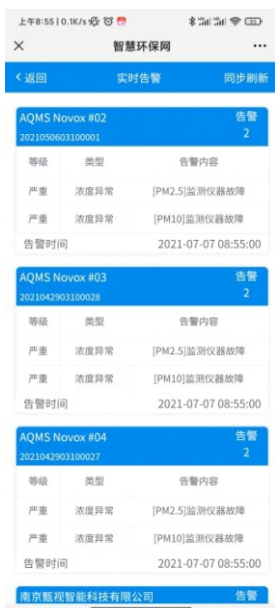 上午8:55 | 0.1K/s
智慧环保网
返回 实时告警 同步刷新
AQMS Novox #02 告警
2021050603100001 2
等级 类型 告警内容
严重 浓度异常 [PM2.5]监测仪器故障
严重 浓度异常 [PM10]监测仪器故障
告警时间 2021-07-07 08:55:00
AQMS Novox #03 告警
2021042903100028 2
等级 类型 告警内容
严重 浓度异常 [PM2.5]监测仪器故障
严重 浓度异常 [PM10]监测仪器故障
告警时间 2021-07-07 08:55:00
AQMS Novox #04 告警
2021042903100027 2
等级 类型 告警内容
严重 浓度异常 [PM2.5]监测仪器故障
严重 浓度异常 [PM10]监测仪器故障
告警时间 2021-07-07 08:55:00
南京甄视智能科技有限公司 告警